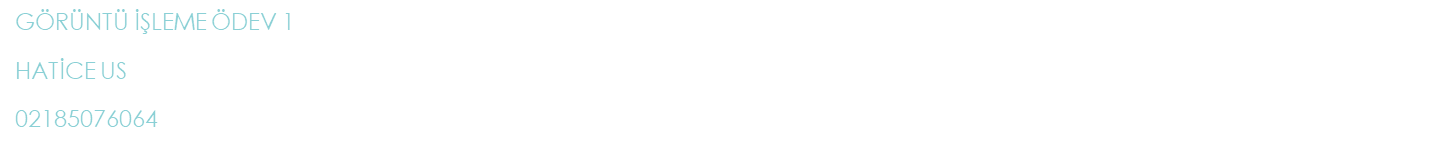 GÖRÜNTÜ İŞLEME ÖDEV 1
HATİCE US
02185076064